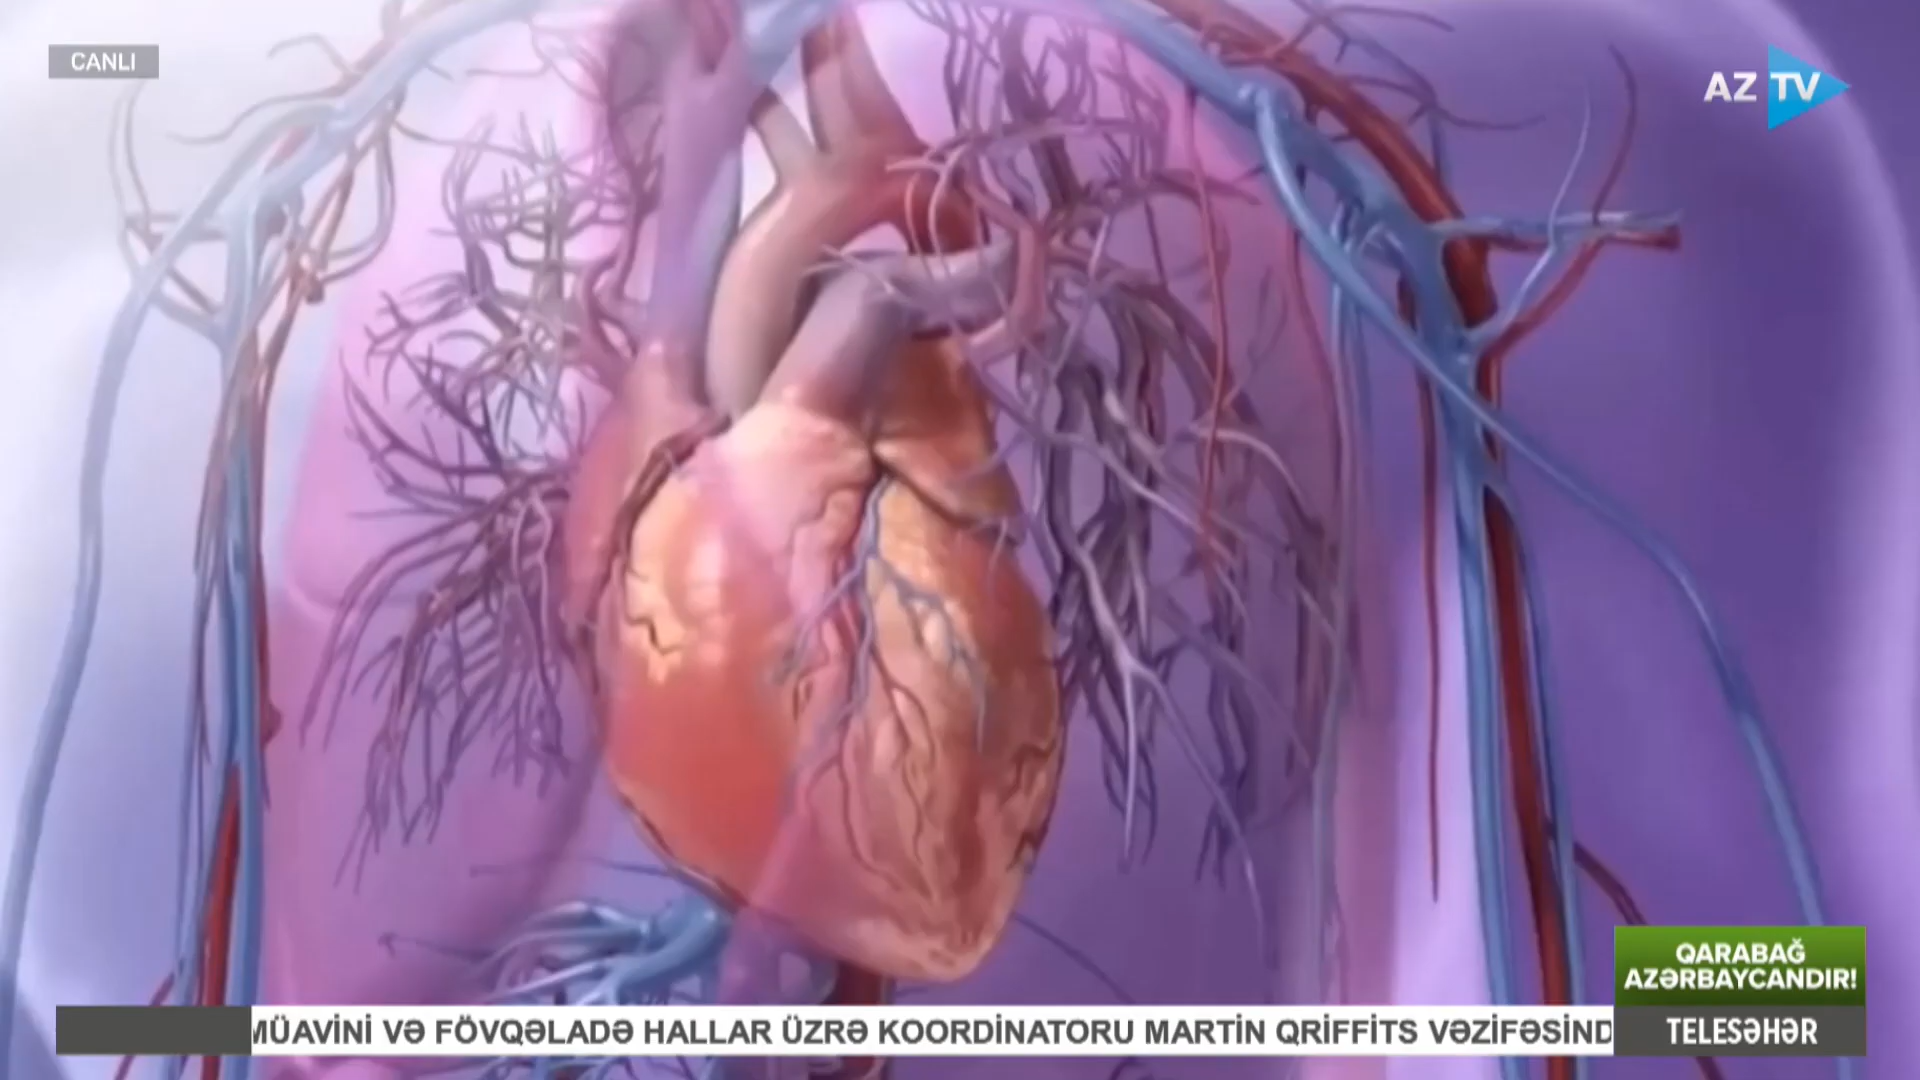 CANLI
AZ TV
QARABAĞ
AZƏRBAYCANDIR!
MÜAVİNİ VƏ FÖVQƏLADƏ HALLAR ÜZRƏ KOORDİNATORU MARTİN QRİFFİTS VƏZİFƏSİND
TELESƏHƏR